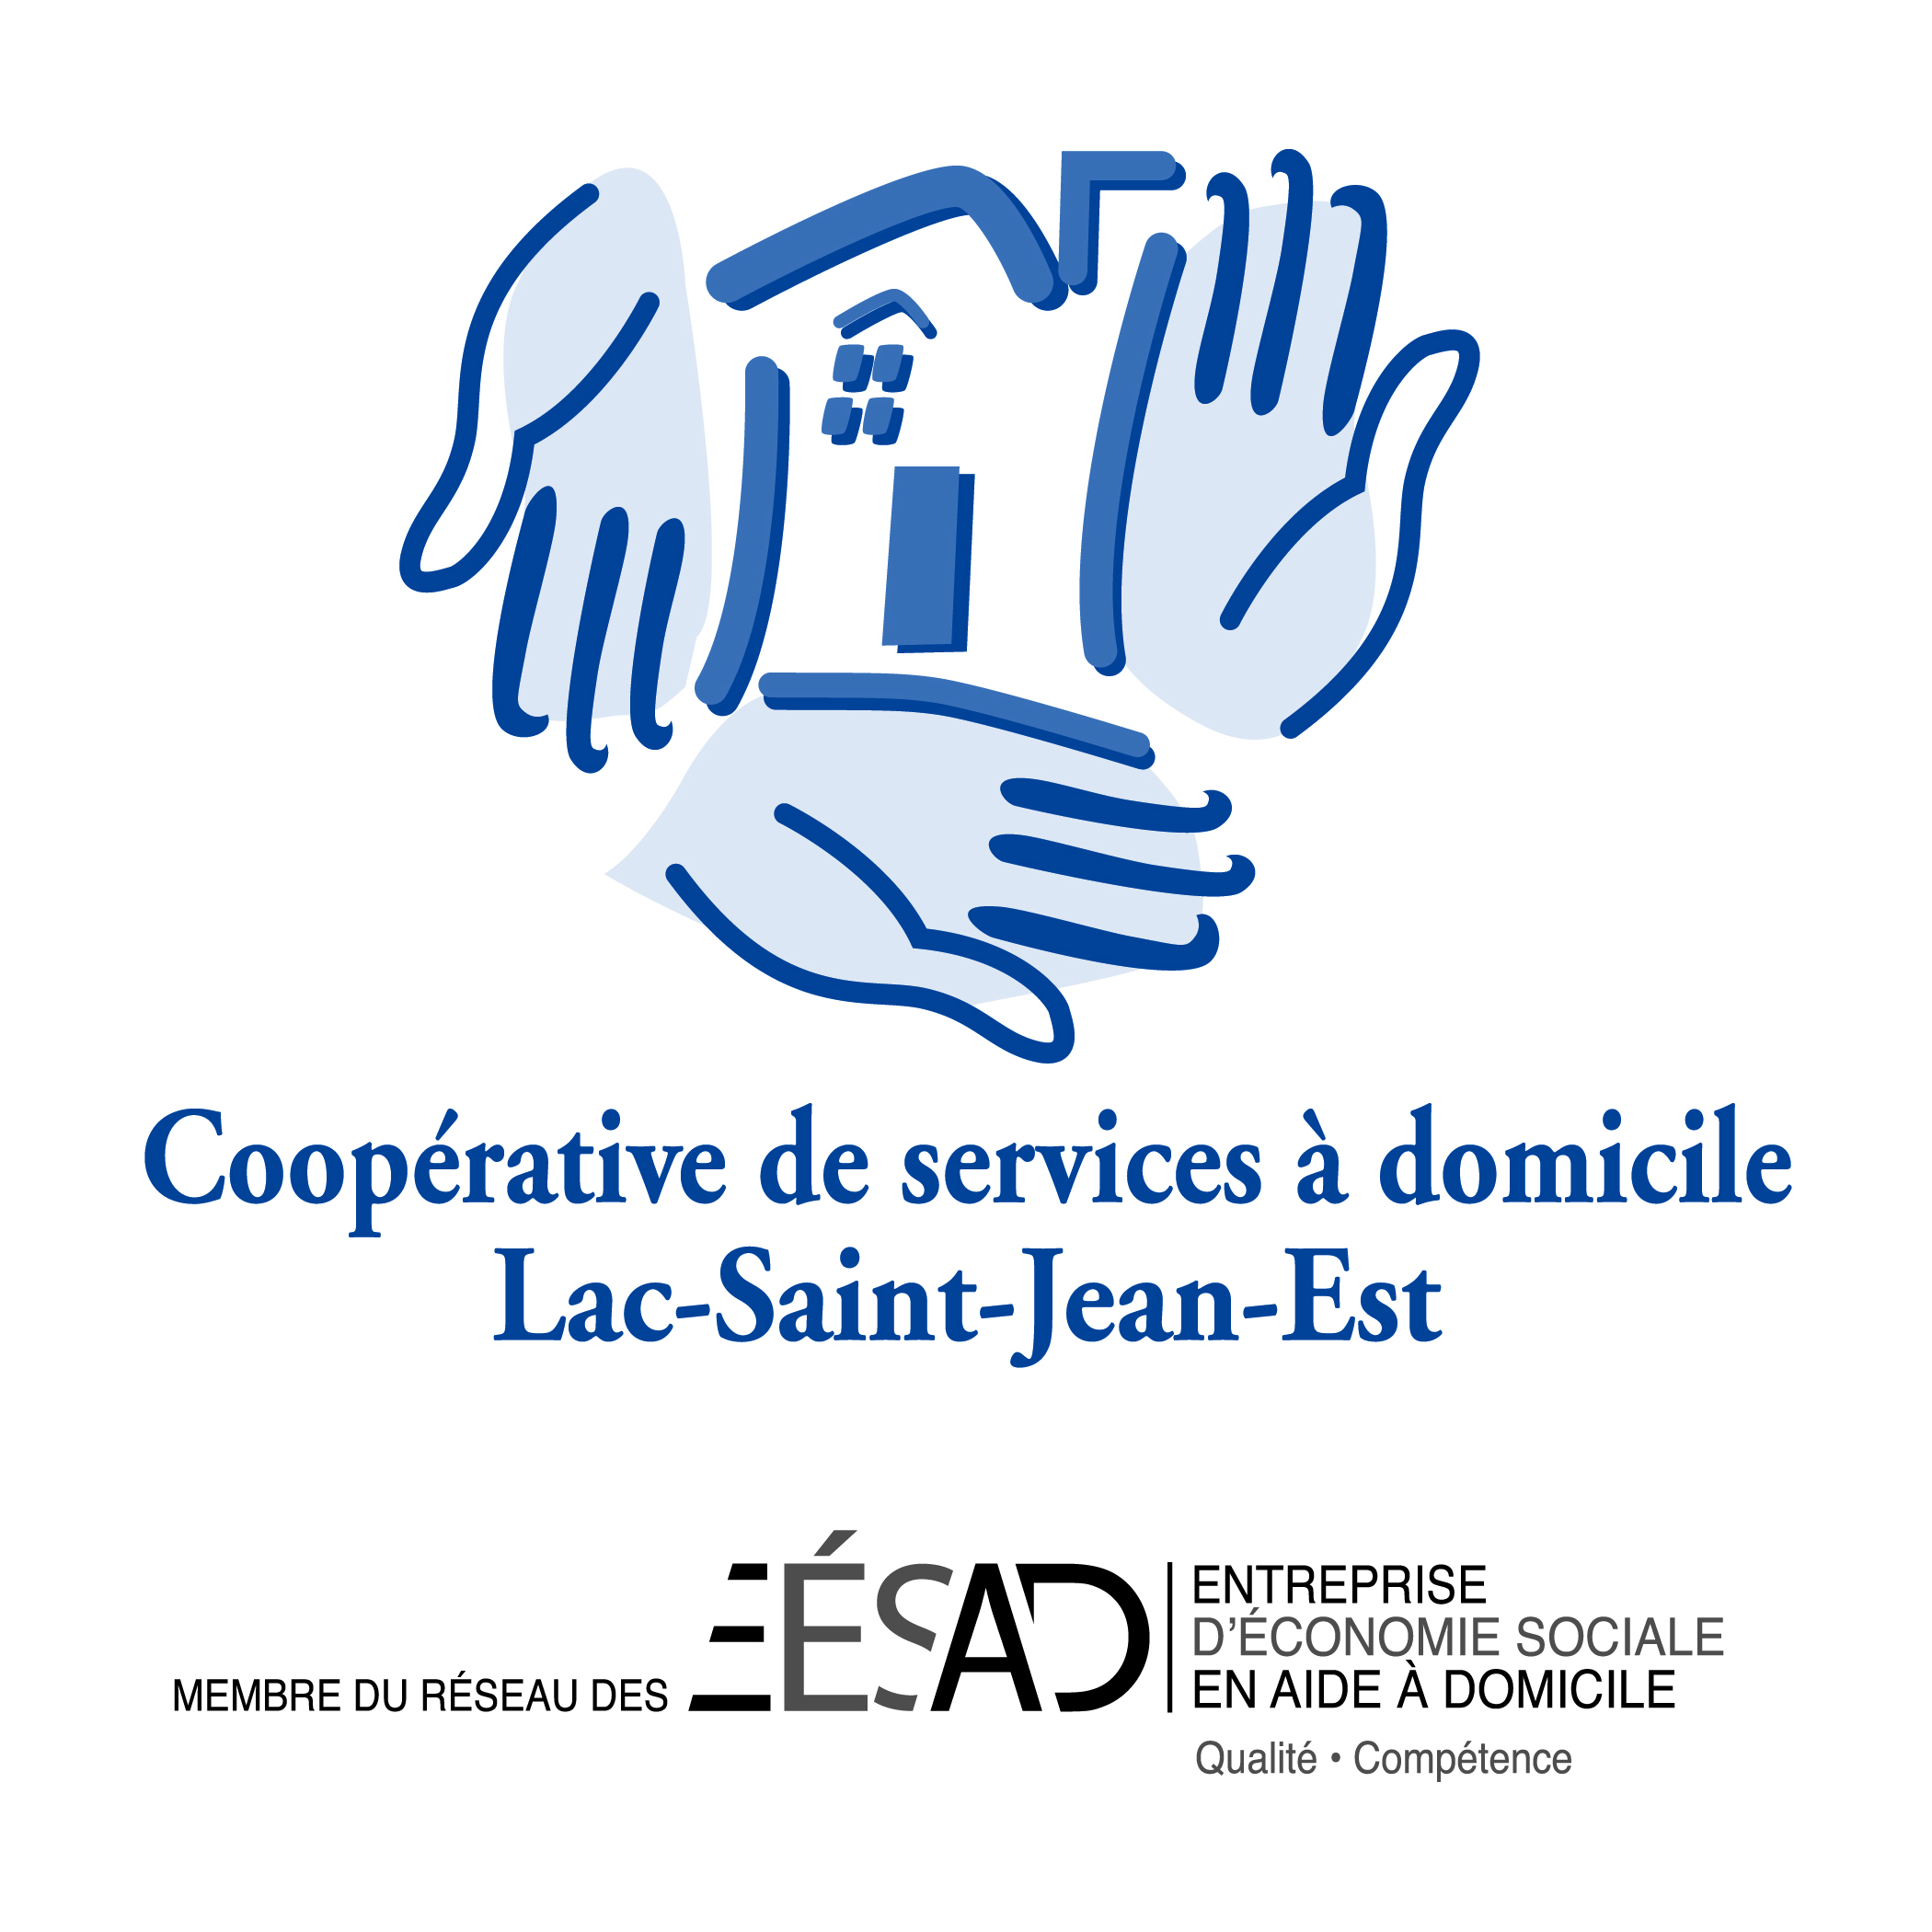 Coopérative de services à domicile
Lac-Saint-Jean-Est
MEMBRE DU RÉSEAU DES EÉSAD
ENTREPRISE
D'ÉCONOMIE SOCIALE
EN AIDE À DOMICILE
Qualité • Compétence